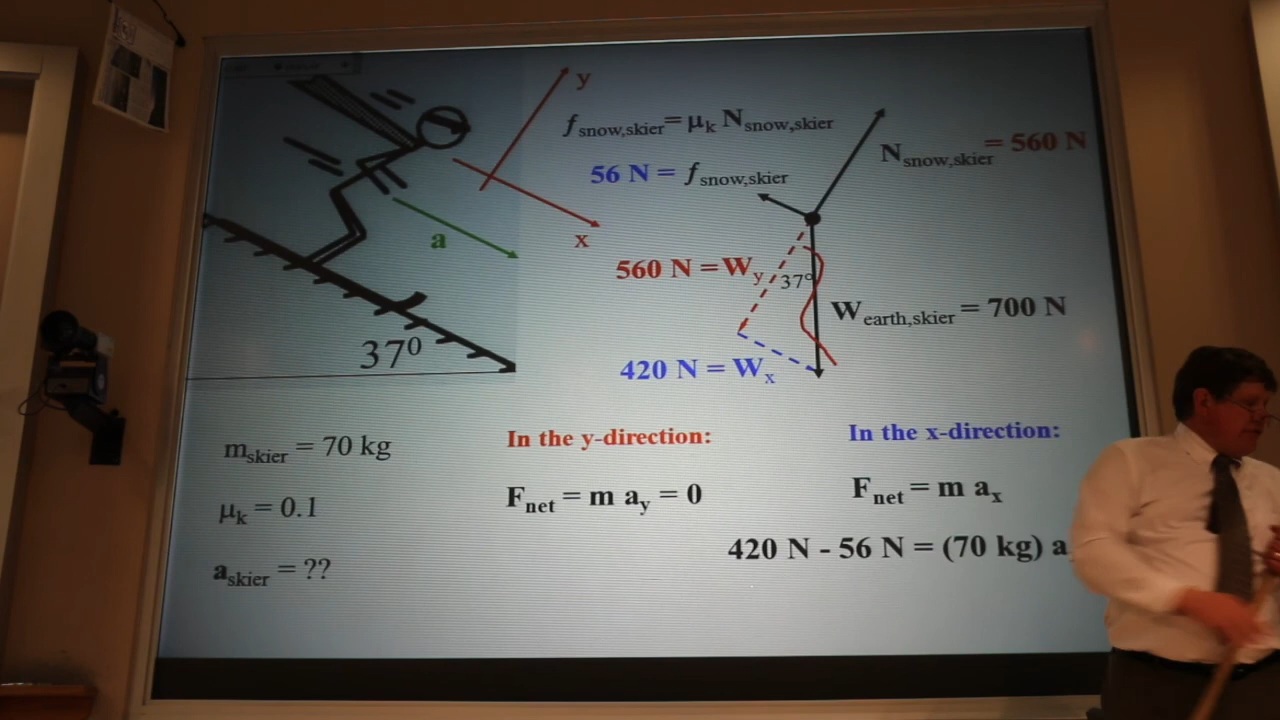 y
f snow,skier = μk N snow,skier
N snow,skier = 560 N
56 N = f snow,skier
a
x
560 N = Wy
37⁰
W earth,skier = 700 N
37⁰
420 N = Wx
m skier = 70 kg
μk = 0.1
a skier = ??
In the y-direction:
F net = m ay = 0
In the x-direction:
F net = m ax
420 N - 56 N = (70 kg) a